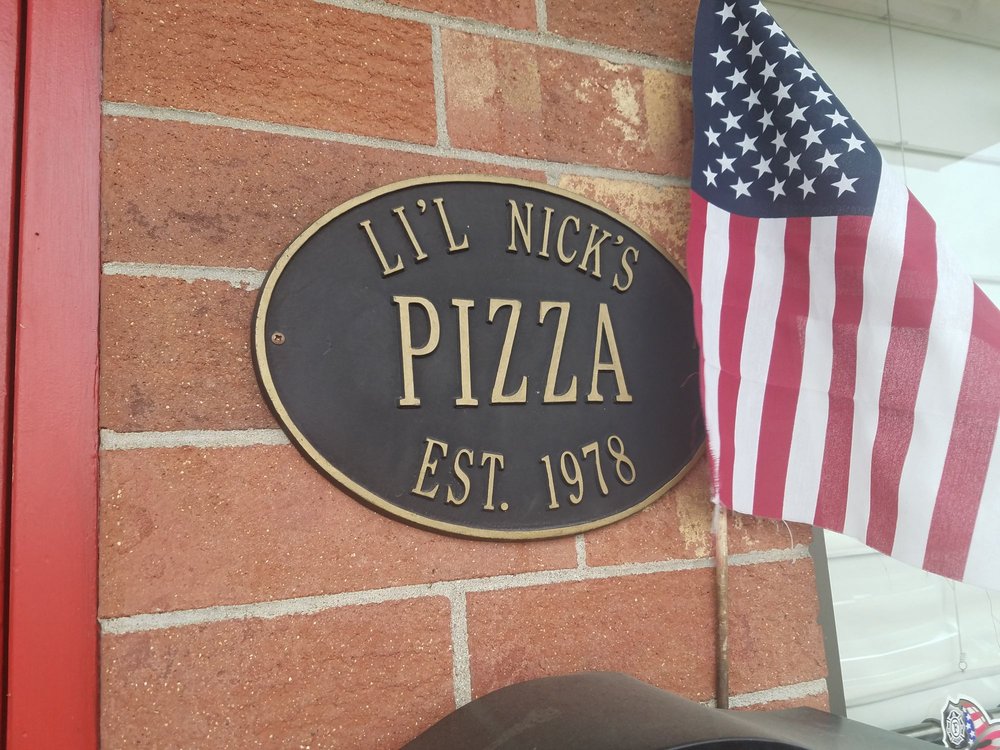 LI'L NICK'S
PIZZA
EST. 1978